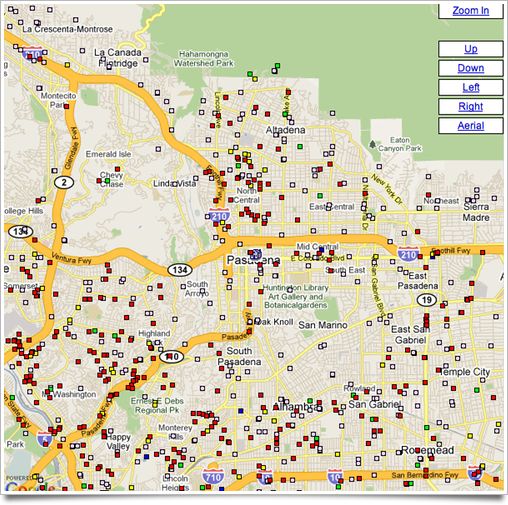 Zoom In
La Crescenta-Montrose
Up
La Canada
Flintridge
210
Hahamongna
Watershed Park
Down
Left
Montecito
Park
Right
Lincoln Ave
Lake Ave
Aerial
Altadena
Glendale Fwy
Eaton
Canyon Park
Emerald Isle
Chevy
Chase
2
Linda Vista
North
Central
New York Dr
East Central
Northeast
Sierra
Madre
College Hills
210
134
Mid Central
Foothill Fwy
210
Ventura Fwy
Pasadena
E Colorado Blvd
134
South East
San Gabriel Blvd
East
Pasadena
Somerset
South
Arroyo
Huntington Library
Art Gallery and
Botanicalgardens
19
Oak Knoll
San Marino
East San
Gabriel
Highland
110
Pasadena
South
Pasadena
Temple City
Mt Washington
Rowland
Ernest E Debs
Regional Pk
Alhambra
San Gabriel
5
Happy
Valley
Monterey
Hills
Park
Rosemead
Lincoln
Heights
710
10
10
San Bernardino Fwy
POWERED
Google